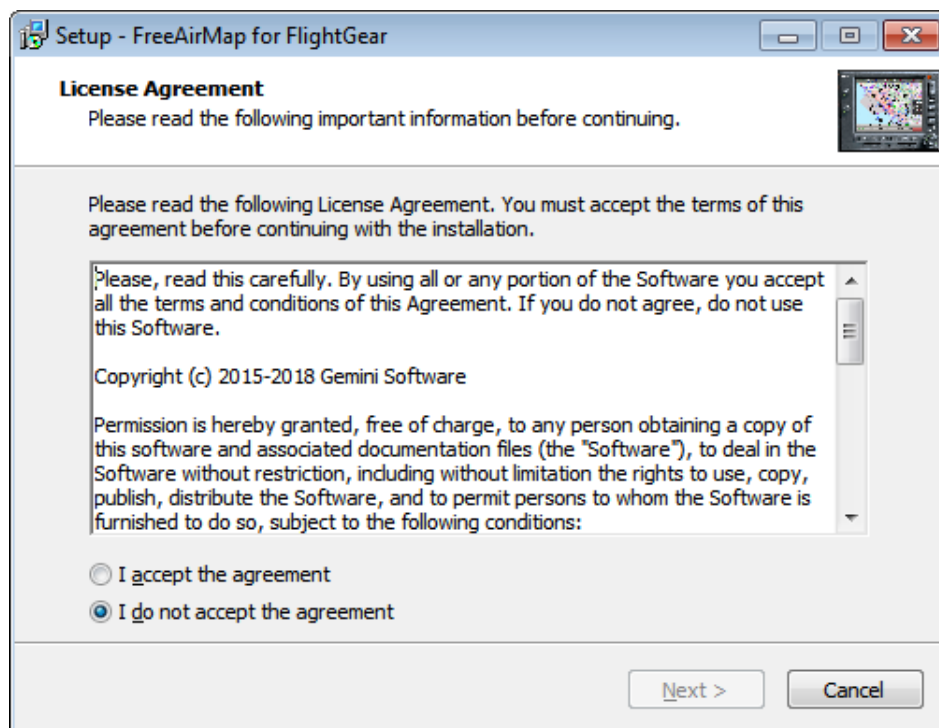 Setup - FreeAirMap for FlightGear
License Agreement
Please read the following important information before continuing.
Please read the following License Agreement. You must accept the terms of this
agreement before continuing with the installation.
Please, read this carefully. By using all or any portion of the Software you accept
all the terms and conditions of this Agreement. If you do not agree, do not use
this Software.
Copyright (c) 2015-2018 Gemini Software
Permission is hereby granted, free of charge, to any person obtaining a copy of
this software and associated documentation files (the "Software"), to deal in the
Software without restriction, including without limitation the rights to use, copy,
publish, distribute the Software, and to permit persons to whom the Software is
furnished to do so, subject to the following conditions:
I accept the agreement
I do not accept the agreement
Next >
Cancel